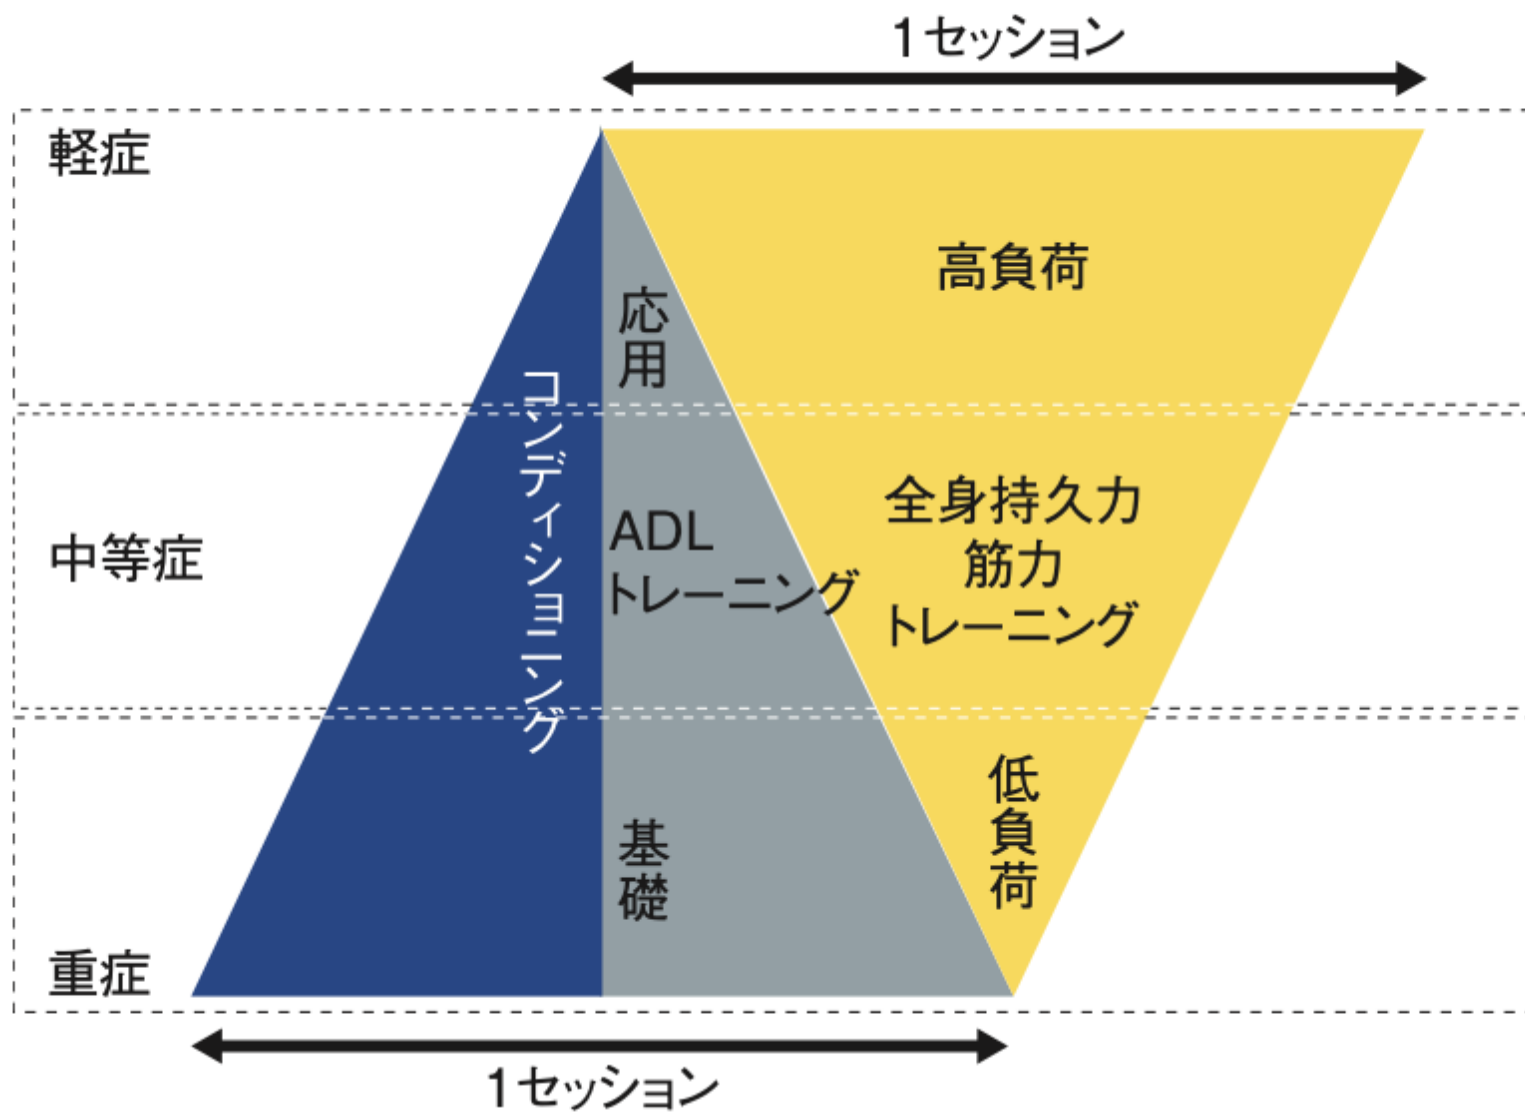 1セッション
軽症
高負荷
応用
コンディショニング
中等症
ADL
トレーニング
全身持久力
筋力
トレーニング
低負荷
基礎
重症
1セッション